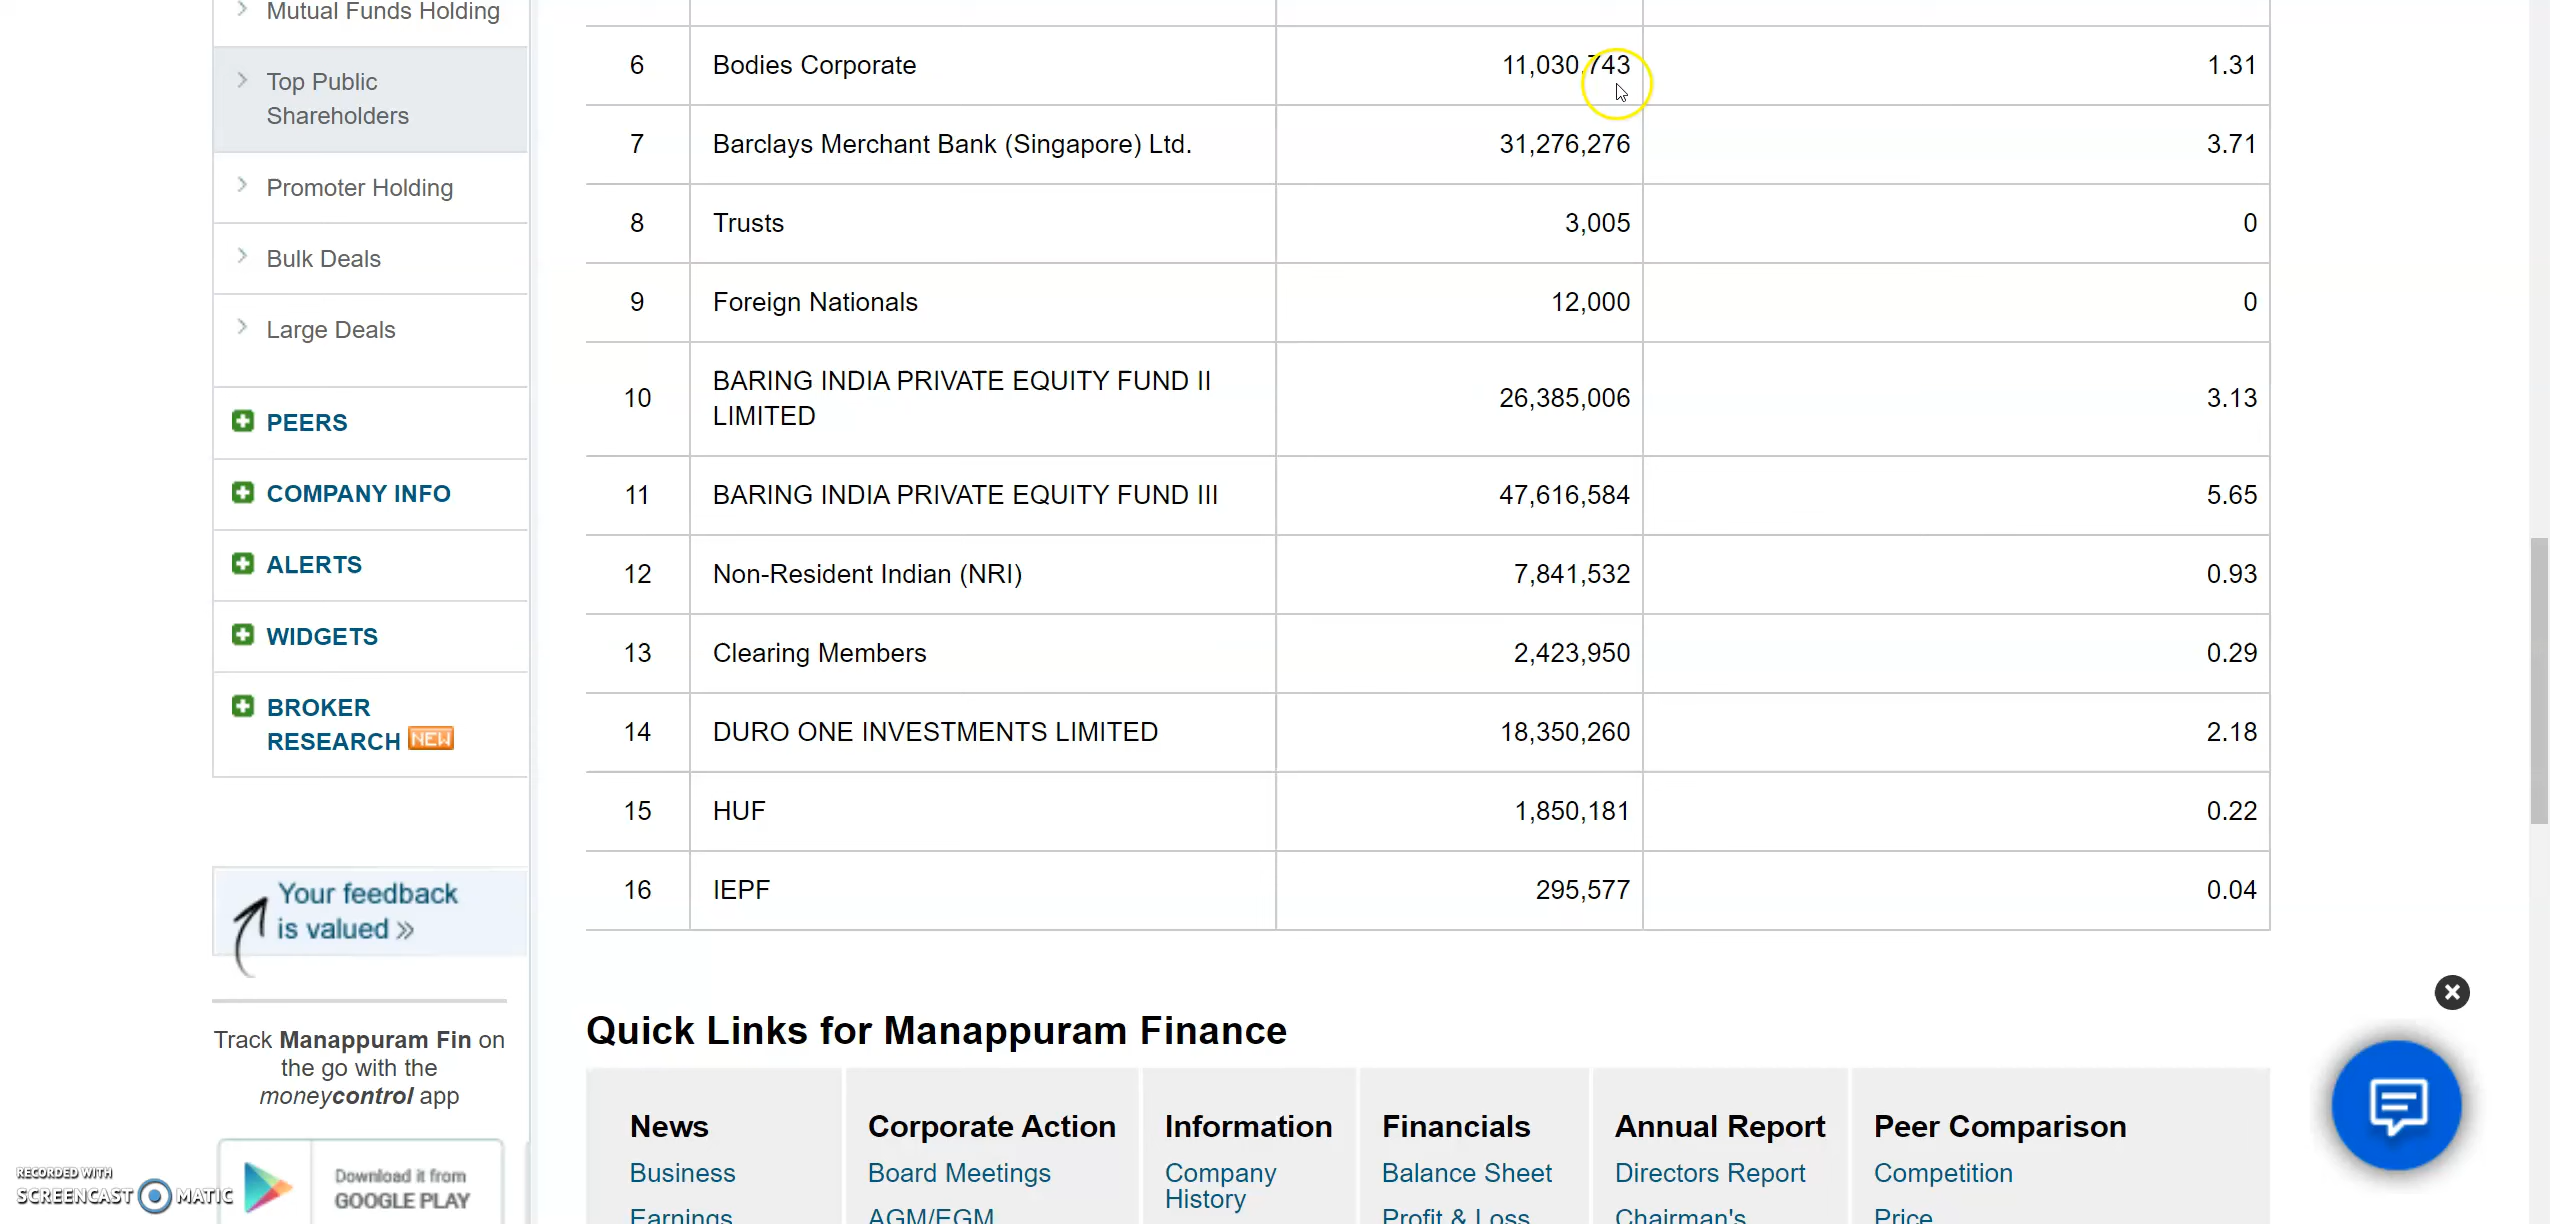 Mutual Funds Holding
Top Public
Shareholders
Promoter Holding
Bulk Deals
Large Deals
PEERS
COMPANY INFO
ALERTS
WIDGETS
BROKER
RESEARCH NEW
Your feedback
is valued »
Track Manappuram Fin on
the go with the
moneycontrol app
Download it from
GOOGLE PLAY
RECORDED WITH
SCREENCAST MATIC
6 Bodies Corporate 11,030,743 1.31
7 Barclays Merchant Bank (Singapore) Ltd. 31,276,276 3.71
8 Trusts 3,005 0
9 Foreign Nationals 12,000 0
10 BARING INDIA PRIVATE EQUITY FUND II
LIMITED 26,385,006 3.13
11 BARING INDIA PRIVATE EQUITY FUND III 47,616,584 5.65
12 Non-Resident Indian (NRI) 7,841,532 0.93
13 Clearing Members 2,423,950 0.29
14 DURO ONE INVESTMENTS LIMITED 18,350,260 2.18
15 HUF 1,850,181 0.22
16 IEPF 295,577 0.04
Quick Links for Manappuram Finance
News Corporate Action Information Financials Annual Report Peer Comparison
Business Board Meetings Company Balance Sheet Directors Report Competition
History
Earnings AGM/EGM Profit & Loss Chairman's Price